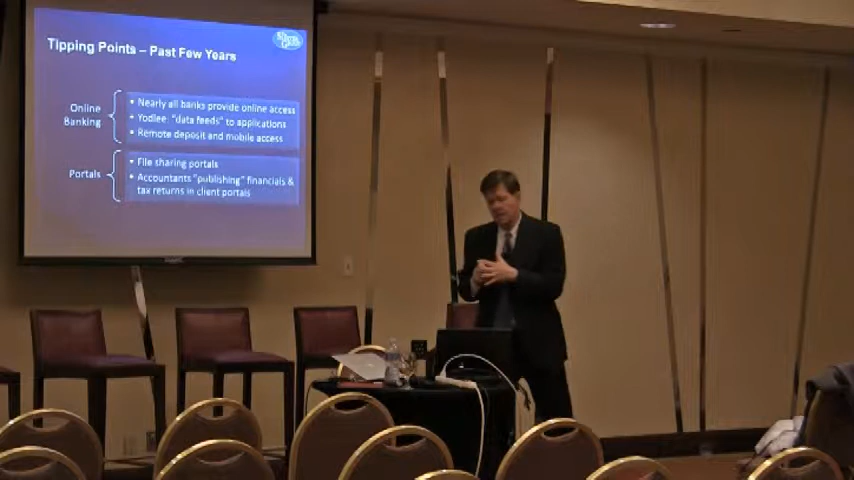 Tipping Points – Past Few Years
Online
Banking
• Nearly all banks provide online access
• Yodlee: "data feeds" to applications
• Remote deposit and mobile access
Portals
• File sharing portals
• Accountants "publishing" financials &
tax returns in client portals